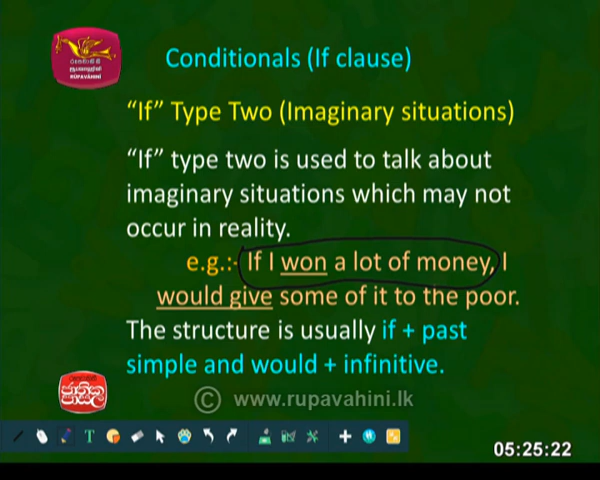 රූපවාහිනී
RUPAVAHINI
Conditionals (If clause)
“If” Type Two (Imaginary situations)
“If” type two is used to talk about
imaginary situations which may not
occur in reality.
e.g.:- If I won a lot of money, I
would give some of it to the poor.
The structure is usually if + past
simple and would + infinitive.
© www.rupavahini.lk
T
05:25:22